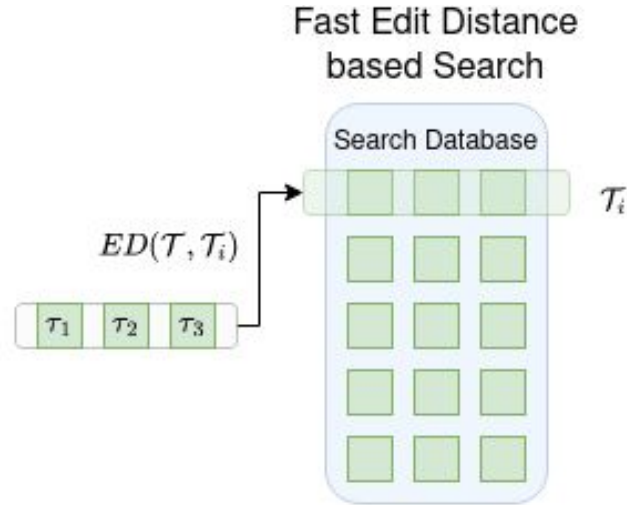 Fast Edit Distance
based Search
Search Database
𝒯ᵢ
ED(𝒯, 𝒯ᵢ)
τ₁ τ₂ τ₃